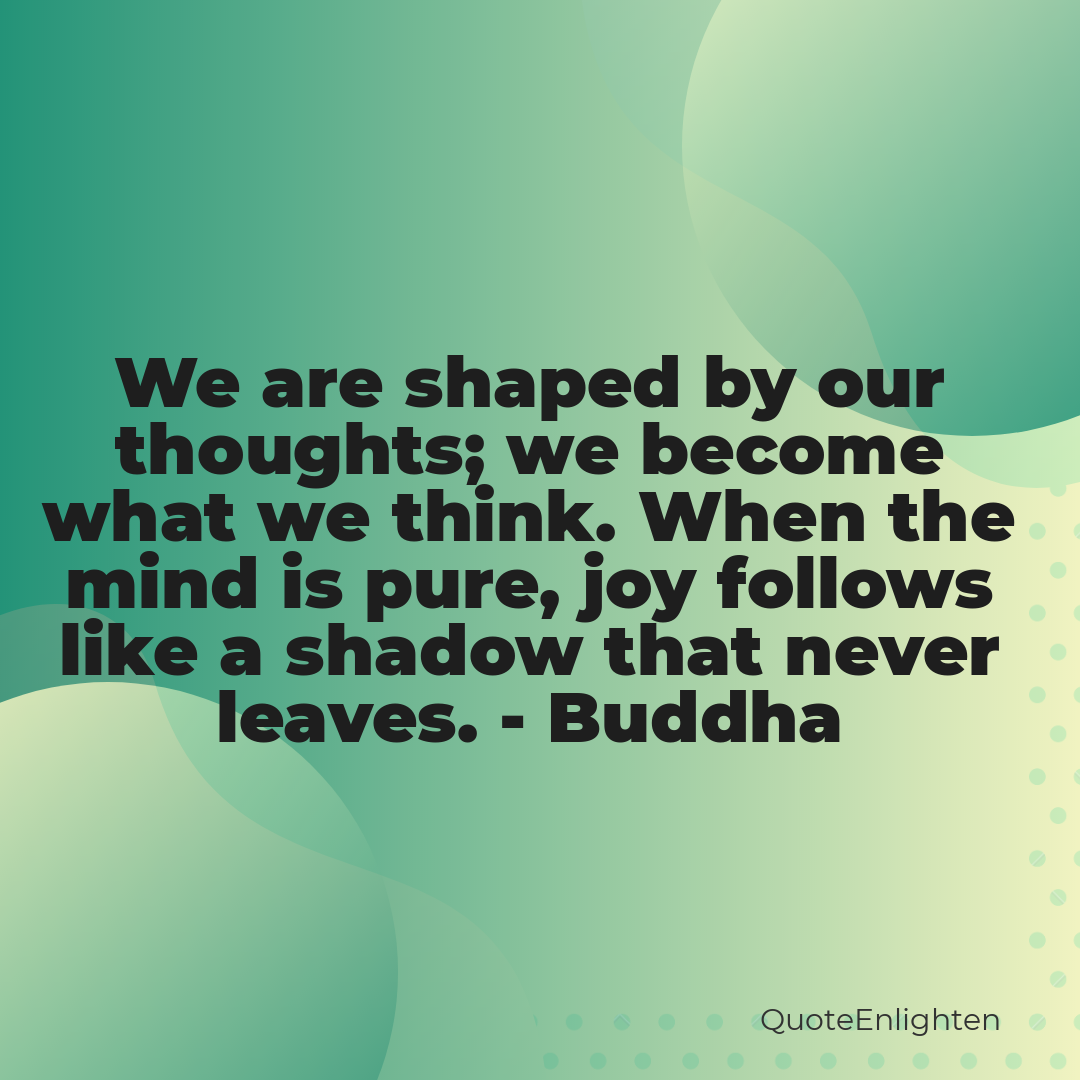 We are shaped by our
thoughts; we become
what we think. When the
mind is pure, joy follows
like a shadow that never
leaves. - Buddha
QuoteEnlighten